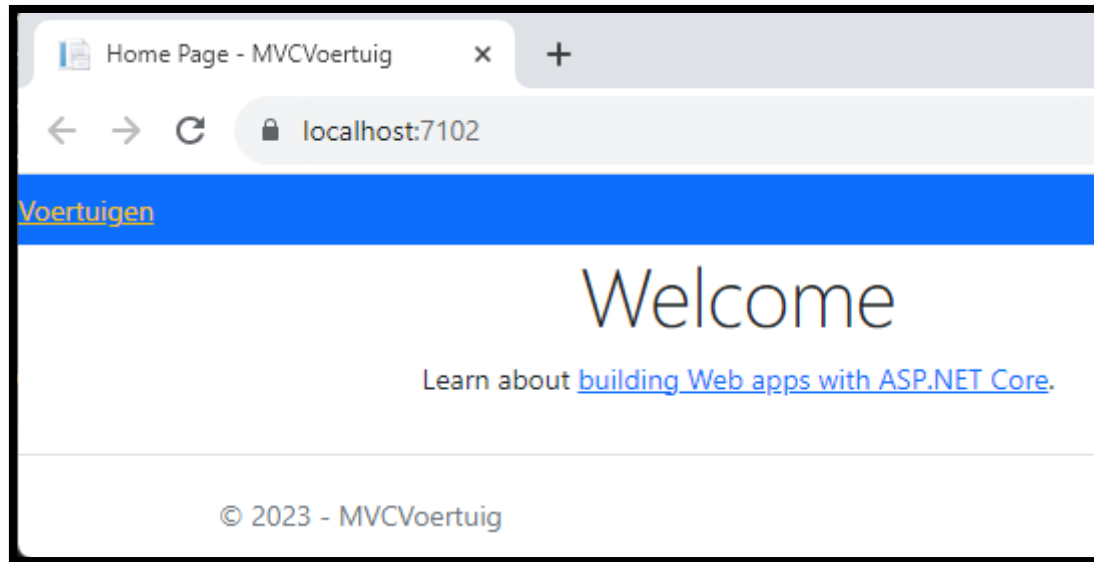 Home Page - MVCVoertuig
localhost:7102
Voertuigen
Welcome
Learn about building Web apps with ASP.NET Core.
© 2023 - MVCVoertuig